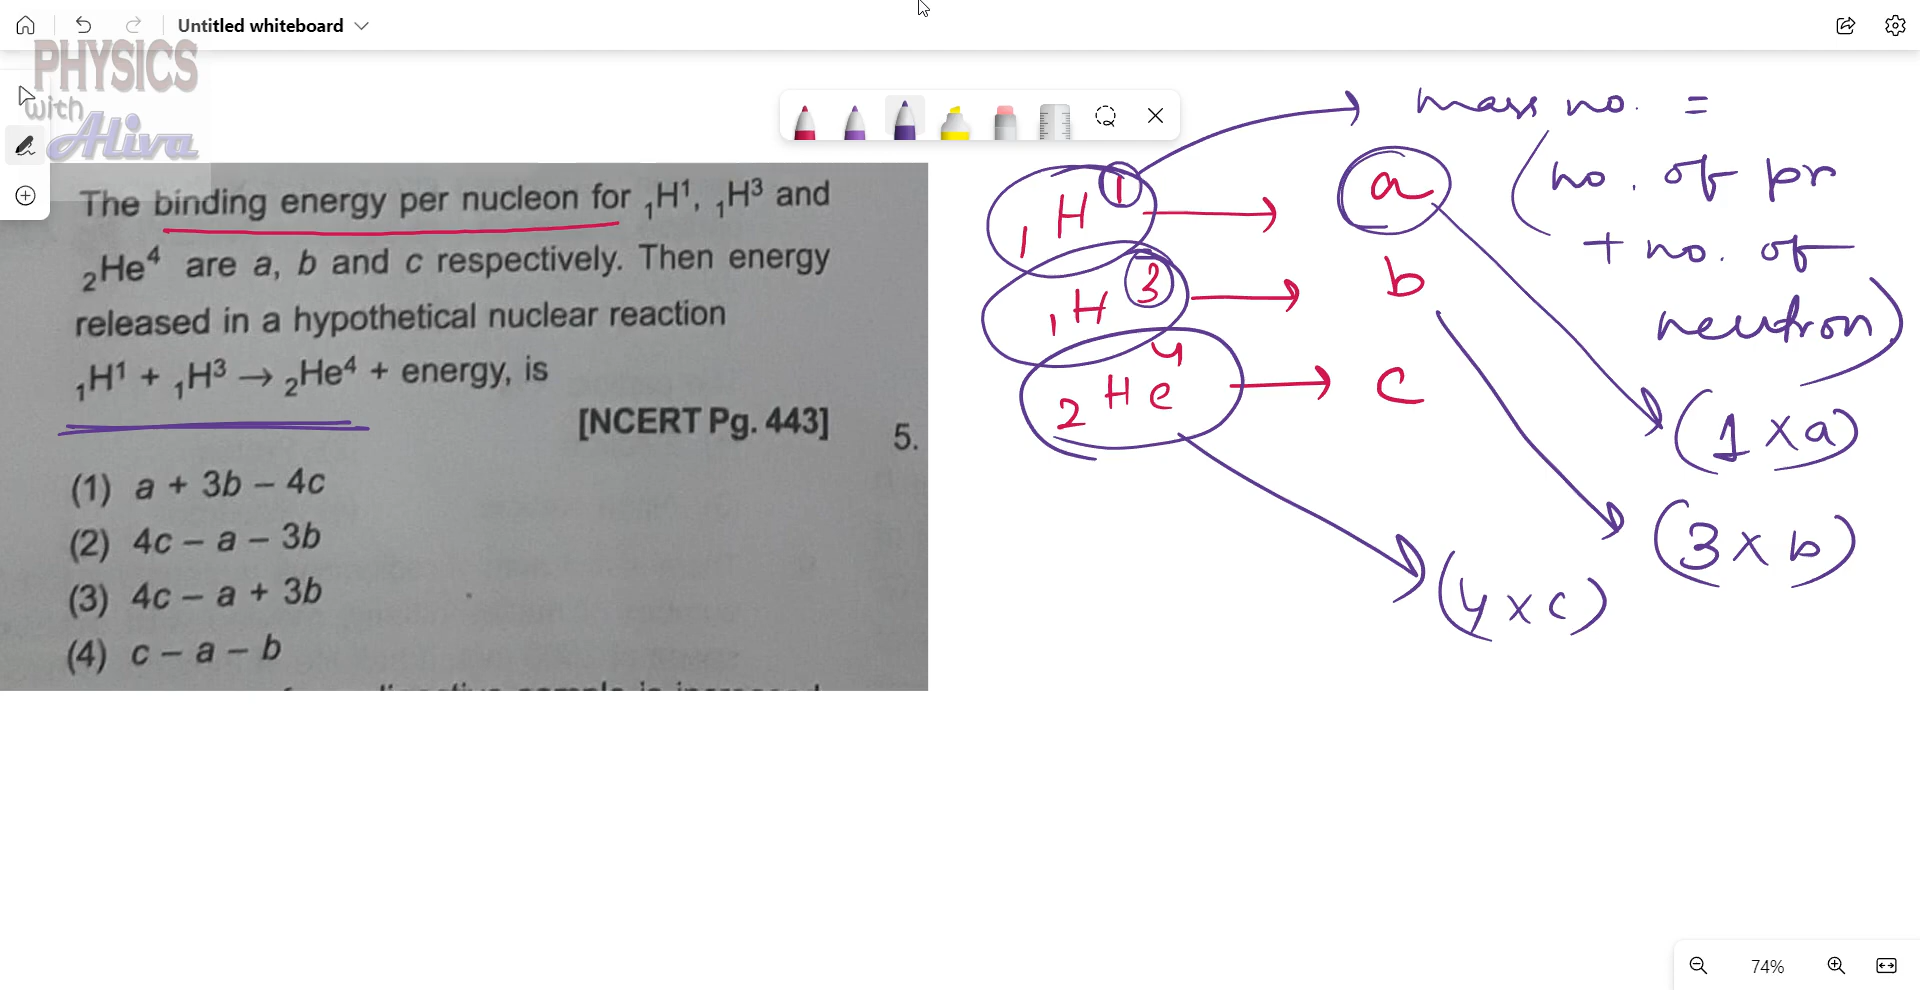 Untitled whiteboard
PHYSICS
with
Aliva
The binding energy per nucleon for ₁H¹, ₁H³ and
₂He⁴ are a, b and c respectively. Then energy
released in a hypothetical nuclear reaction
₁H¹ + ₁H³ → ₂He⁴ + energy, is
[NCERT Pg. 443]
5.
(1) a + 3b – 4c
(2) 4c – a – 3b
(3) 4c – a + 3b
(4) c – a – b
₁H¹ → a
₁H³ → b
₂He⁴ → c
mass no. =
(no. of pr
+ no. of
neutron)
(1 × a)
(3 × b)
(4 × c)
74%